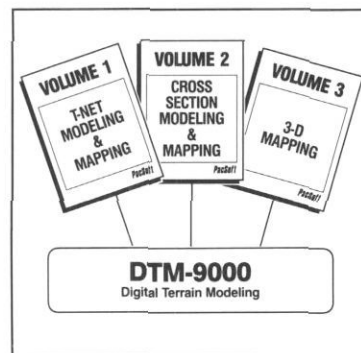 VOLUME 1
T-NET
MODELING
&
MAPPING
PacSoft
VOLUME 2
CROSS
SECTION
MODELING
&
MAPPING
PacSoft
VOLUME 3
3-D
MAPPING
PacSoft
DTM-9000
Digital Terrain Modeling